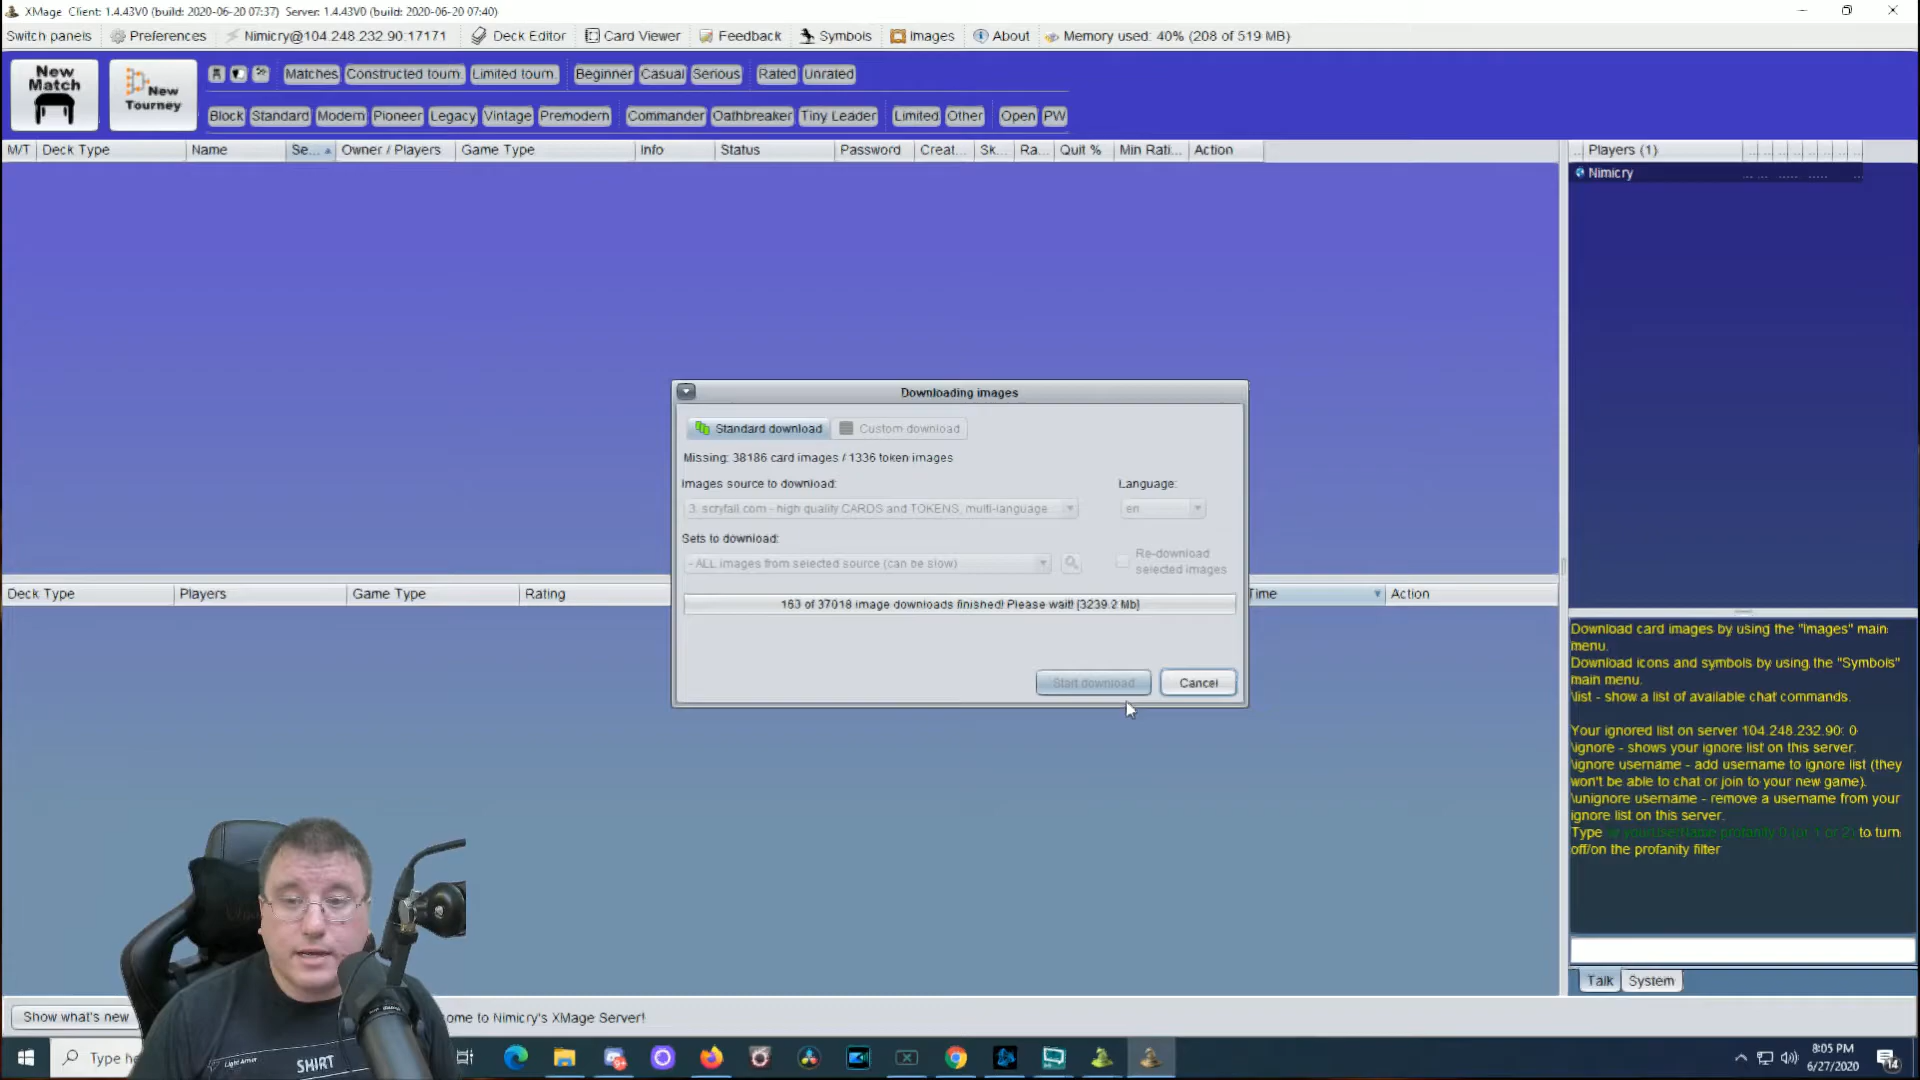 XMage Client: 1.4.43V0 (build: 2020-06-20 07:37) Server: 1.4.43V0 (build: 2020-06-20 07:40)
Switch panels Preferences Nimicry@104.248.232.90:17171 Deck Editor Card Viewer Feedback Symbols Images About Memory used: 40% (208 of 519 MB)
New Match
New Tourney
Matches Constructed tourn. Limited tourn. Beginner Casual Serious Rated Unrated
Block Standard Modern Pioneer Legacy Vintage Premodern Commander Oathbreaker Tiny Leader Limited Other Open PW
M/T Deck Type Name Se... Owner / Players Game Type Info Status Password Creat... Sk... Ra... Quit % Min Rati... Action
Players (1)
Nimicry
Downloading images
Standard download Custom download
Missing: 38186 card images / 1336 token images
Images source to download: Language:
3. scryfall.com - high quality CARDS and TOKENS, multi-language en
Sets to download:
- ALL images from selected source (can be slow) Re-download selected images
163 of 37018 image downloads finished! Please wait! [3239.2 Mb]
Start download Cancel
Deck Type Players Game Type Rating Time Action
Download card images by using the "Images" main
menu.
Download icons and symbols by using the "Symbols"
main menu.
\list - show a list of available chat commands.
Your ignored list on server 104.248.232.90: 0
\ignore - shows your ignore list on this server.
\ignore username - add username to ignore list (they
won't be able to chat or join to your new game).
\unignore username - remove a username from your
ignore list on this server.
Type profanity 0 (or 1 or 2) to turn
off/on the profanity filter
Talk System
Show what's new ome to Nimicry's XMage Server!
SHIRT
Type he
8:05 PM
6/27/2020
14